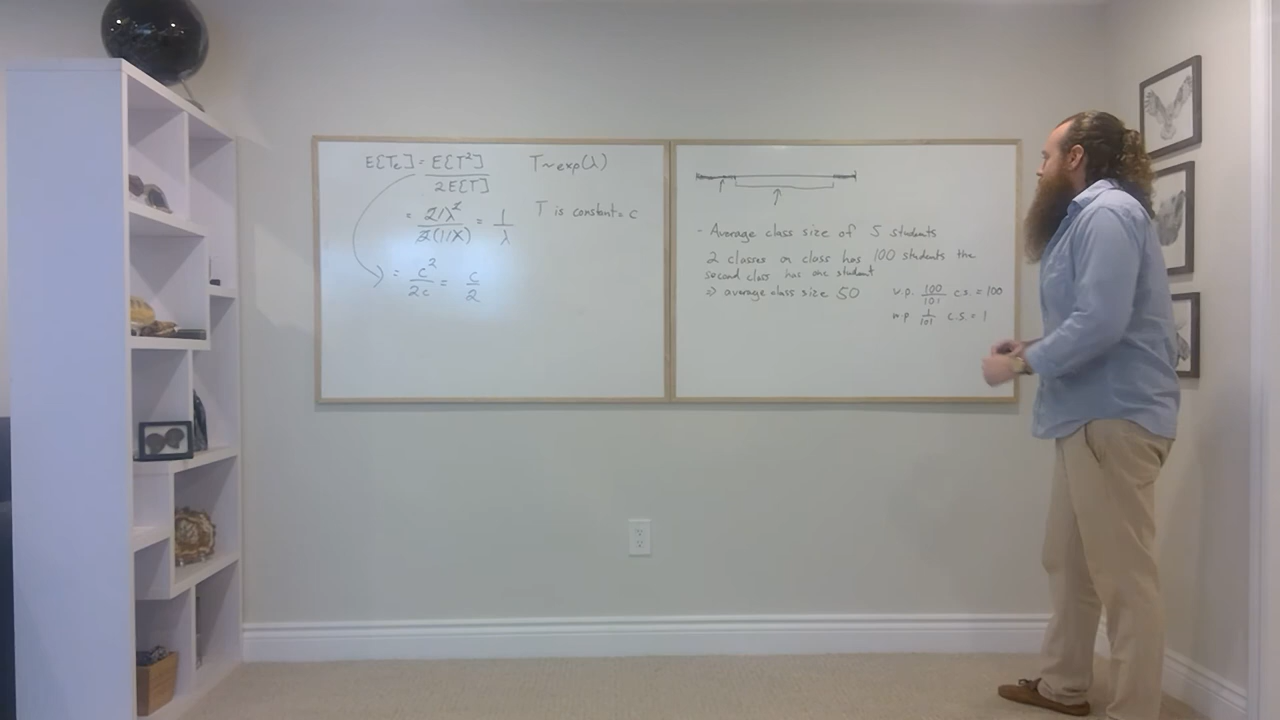 E[Te] = E[T²] / 2E[T]
= 2/λ² / 2(1/λ) = 1/λ
= c² / 2c = c/2
T ~ exp(λ)
T is constant = c
- Average class size of 5 students
2 classes on class has 100 students the
second class has one student
⇒ average class size 50
w.p. 100/101 c.s. = 100
w.p 1/101 c.s. = 1